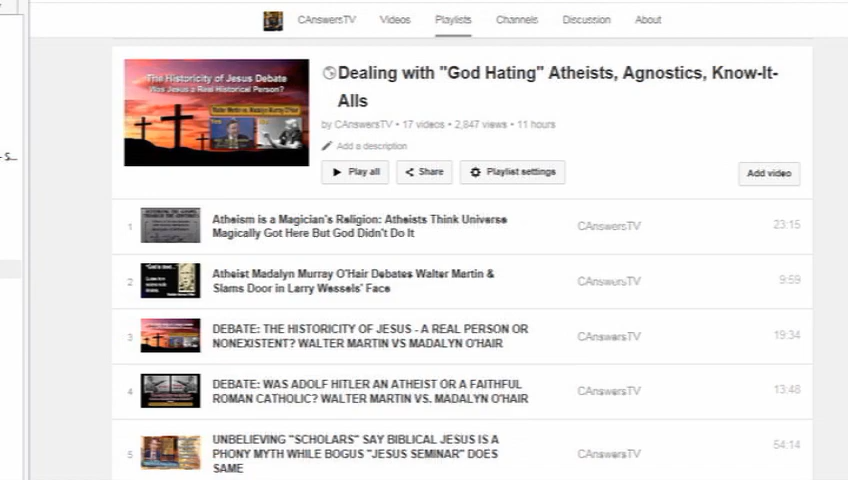 CAnswersTV Videos Playlists Channels Discussion About
The Historicity of Jesus Debate
Was Jesus a Real Historical Person?
Walter Martin vs. Madalyn Murray O'Hair
Dealing with "God Hating" Atheists, Agnostics, Know-It-
Alls
by CAnswersTV • 17 videos • 2,847 views • 11 hours
Add a description
Play all Share Playlist settings
Add video
1 Atheism is a Magician's Religion: Atheists Think Universe CAnswersTV 23:15
Magically Got Here But God Didn't Do It
2 Atheist Madalyn Murray O'Hair Debates Walter Martin & CAnswersTV 9:59
Slams Door in Larry Wessels' Face
3 DEBATE: THE HISTORICITY OF JESUS - A REAL PERSON OR CAnswersTV 19:34
NONEXISTENT? WALTER MARTIN VS MADALYN O'HAIR
4 DEBATE: WAS ADOLF HITLER AN ATHEIST OR A FAITHFUL CAnswersTV 13:48
ROMAN CATHOLIC? WALTER MARTIN VS. MADALYN O'HAIR
5 UNBELIEVING "SCHOLARS" SAY BIBLICAL JESUS IS A CAnswersTV 54:14
PHONY MYTH WHILE BOGUS "JESUS SEMINAR" DOES
SAME